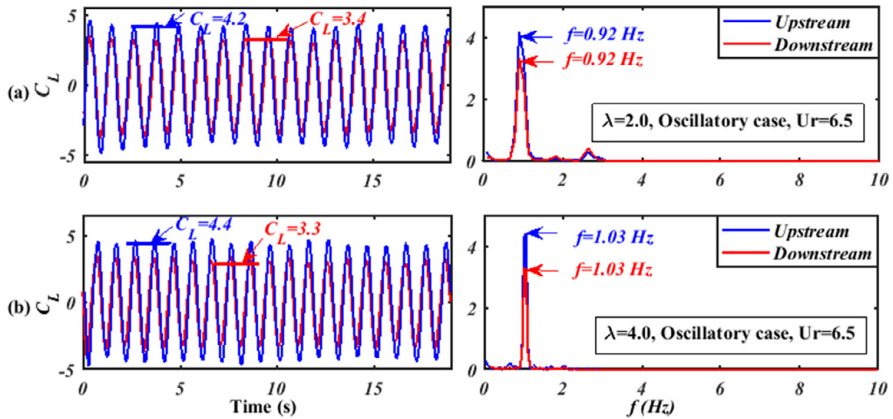 C_L=4.2
C_L=3.4
5
0
-5
C_L
(a)
0
5
10
15
f=0.92 Hz
f=0.92 Hz
Upstream
Downstream
λ=2.0, Oscillatory case, Ur=6.5
4
2
0
0
2
4
6
8
10
C_L=4.4
C_L=3.3
5
0
-5
C_L
(b)
0
5
10
15
Time (s)
f=1.03 Hz
f=1.03 Hz
Upstream
Downstream
λ=4.0, Oscillatory case, Ur=6.5
4
2
0
0
2
4
6
8
10
f (Hz)